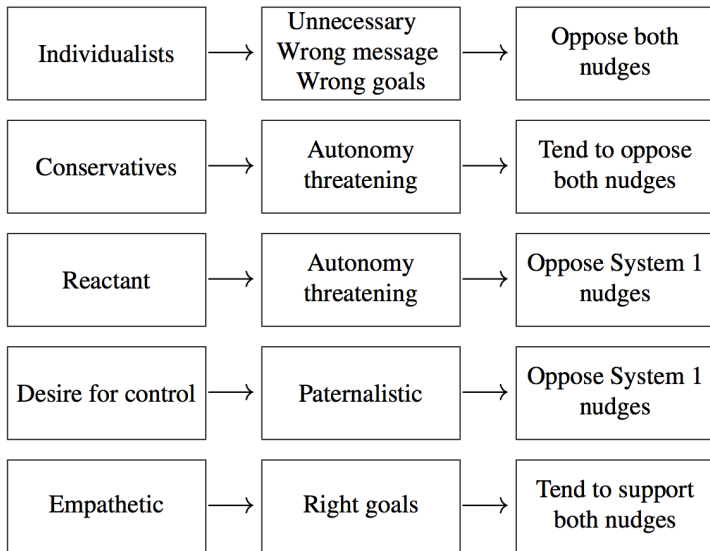 Individualists
Unnecessary
Wrong message
Wrong goals
Oppose both
nudges
Conservatives
Autonomy
threatening
Tend to oppose
both nudges
Reactant
Autonomy
threatening
Oppose System 1
nudges
Desire for control
Paternalistic
Oppose System 1
nudges
Empathetic
Right goals
Tend to support
both nudges